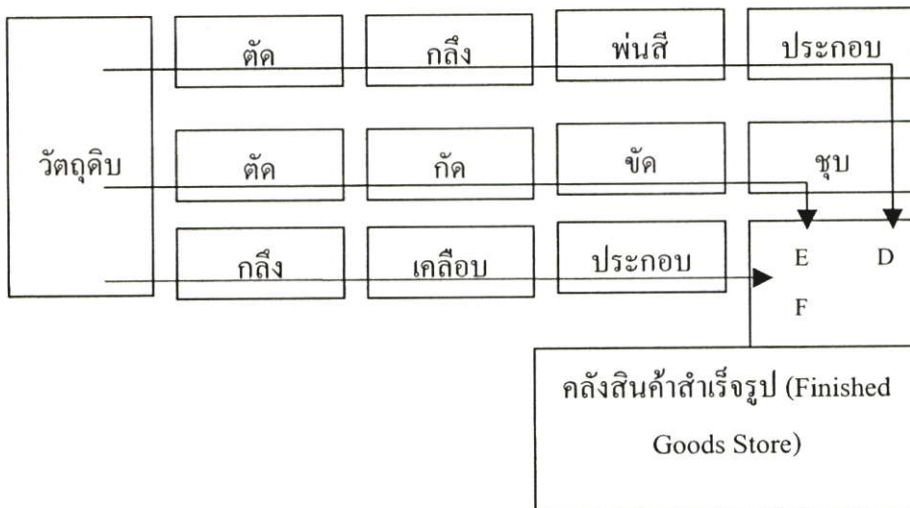 ตัด กลึง พ่นสี ประกอบ
วัตถุดิบ ตัด กัด ขัด ชุบ
กลึง เคลือบ ประกอบ
E D
F
คลังสินค้าสำเร็จรูป (Finished
Goods Store)